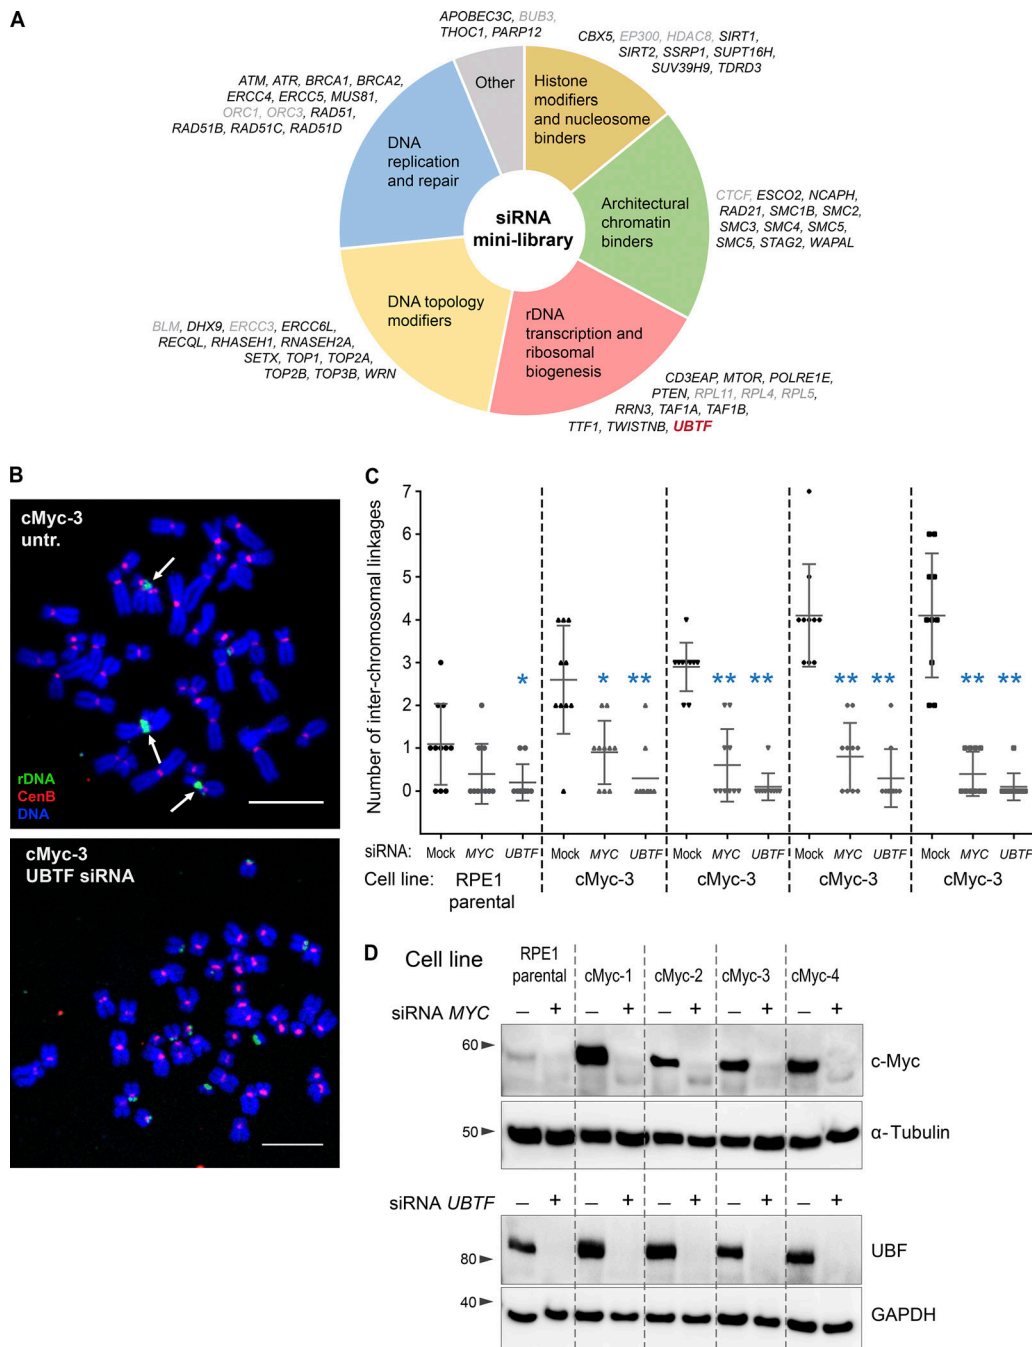 A
APOBEC3C, BUB3,
THOC1, PARP12
CBX5, EP300, HDAC8, SIRT1,
SIRT2, SSRP1, SUPT16H,
SUV39H9, TDRD3
ATM, ATR, BRCA1, BRCA2,
ERCC4, ERCC5, MUS81,
ORC1, ORC3, RAD51,
RAD51B, RAD51C, RAD51D
Other
Histone
modifiers
and nucleosome
binders
DNA
replication
and repair
CTCF, ESCO2, NCAPH,
RAD21, SMC1B, SMC2,
SMC3, SMC4, SMC5,
SMC5, STAG2, WAPAL
Architectural
chromatin
binders
siRNA
mini-library
DNA topology
modifiers
rDNA
transcription and
ribosomal
biogenesis
BLM, DHX9, ERCC3, ERCC6L,
RECQL, RHASEH1, RNASEH2A,
SETX, TOP1, TOP2A,
TOP2B, TOP3B, WRN
CD3EAP, MTOR, POLRE1E,
PTEN, RPL11, RPL4, RPL5,
RRN3, TAF1A, TAF1B,
TTF1, TWISTNB, UBTF
B
cMyc-3
untr.
rDNA
CenB
DNA
cMyc-3
UBTF siRNA
C
Number of inter-chromosomal linkages
7
6
5
4
3
2
1
0
* * ** ** ** ** ** ** **
siRNA: Mock MYC UBTF Mock MYC UBTF Mock MYC UBTF Mock MYC UBTF Mock MYC UBTF
Cell line: RPE1 parental cMyc-3 cMyc-3 cMyc-3 cMyc-3
D
Cell line RPE1 parental cMyc-1 cMyc-2 cMyc-3 cMyc-4
siRNA MYC – + – + – + – + – +
60 c-Myc
50 α-Tubulin
siRNA UBTF – + – + – + – + – +
80 UBF
40 GAPDH